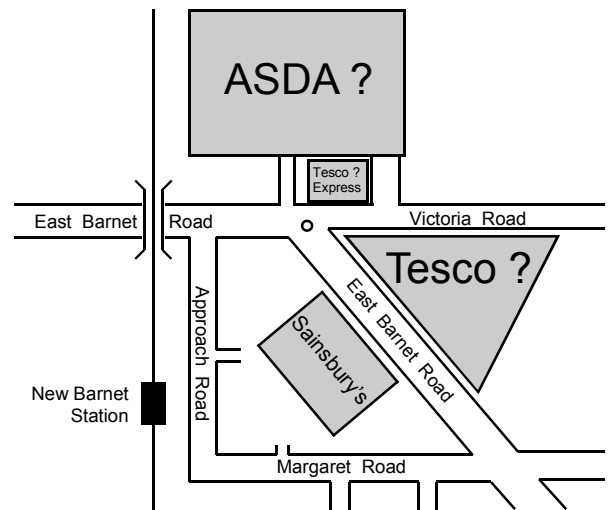 ASDA ?
Tesco ?
Express
East Barnet Road
Victoria Road
Tesco ?
East Barnet Road
Sainsbury's
Approach Road
New Barnet
Station
Margaret Road